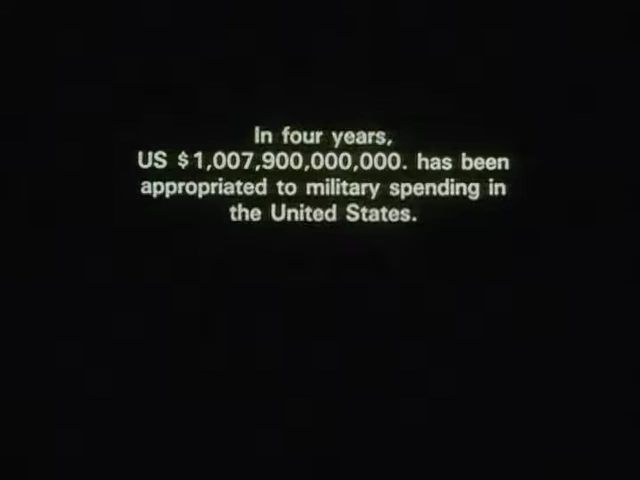 In four years,
US $1,007,900,000,000. has been
appropriated to military spending in
the United States.